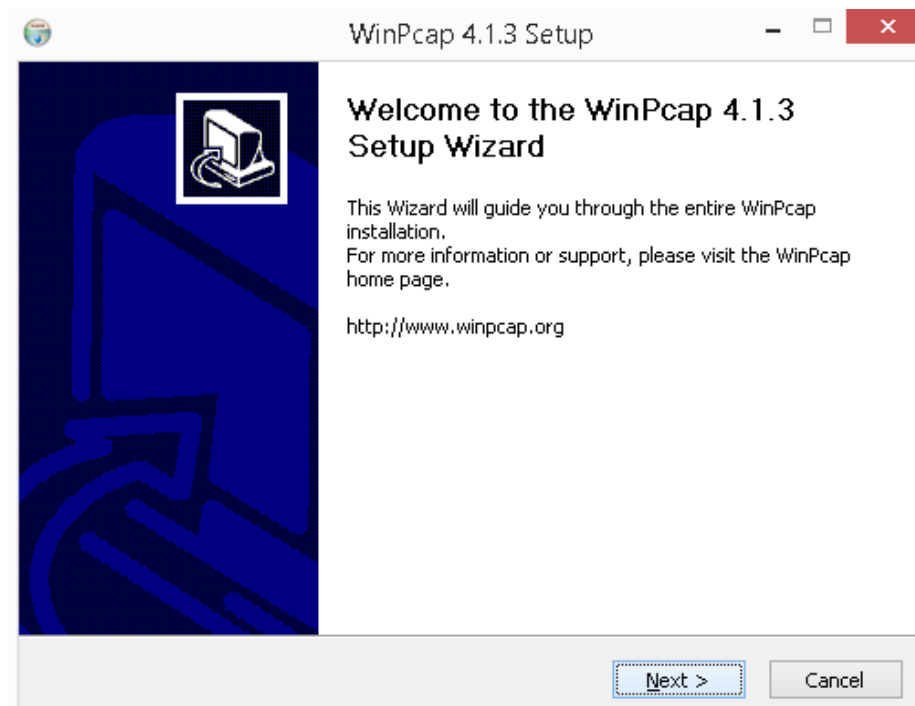 WinPcap 4.1.3 Setup
Welcome to the WinPcap 4.1.3
Setup Wizard
This Wizard will guide you through the entire WinPcap
installation.
For more information or support, please visit the WinPcap
home page.
http://www.winpcap.org
Next >
Cancel